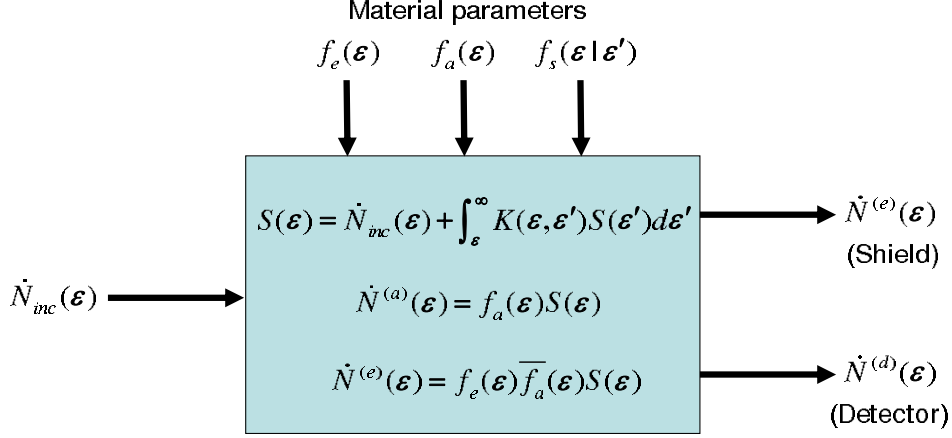 Material parameters
f_e(ε) f_a(ε) f_s(ε|ε′)
S(ε) = Ṅ_inc(ε) + ∫_ε^∞ K(ε,ε′)S(ε′)dε′
Ṅ^(e)(ε)
(Shield)
Ṅ_inc(ε)
Ṅ^(a)(ε) = f_a(ε)S(ε)
Ṅ^(e)(ε) = f_e(ε)f̅_a̅(ε)S(ε)
Ṅ^(d)(ε)
(Detector)